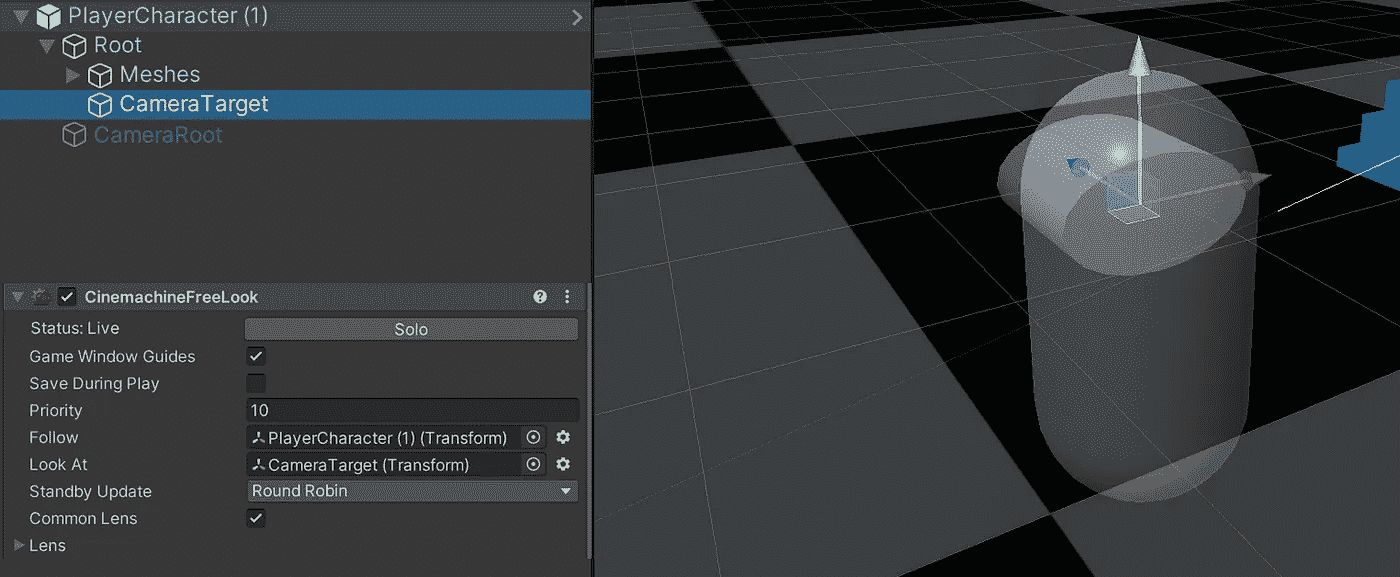 PlayerCharacter (1)
Root
Meshes
CameraTarget
CameraRoot
CinemachineFreeLook
Status: Live Solo
Game Window Guides
Save During Play
Priority 10
Follow PlayerCharacter (1) (Transform)
Look At CameraTarget (Transform)
Standby Update Round Robin
Common Lens
Lens